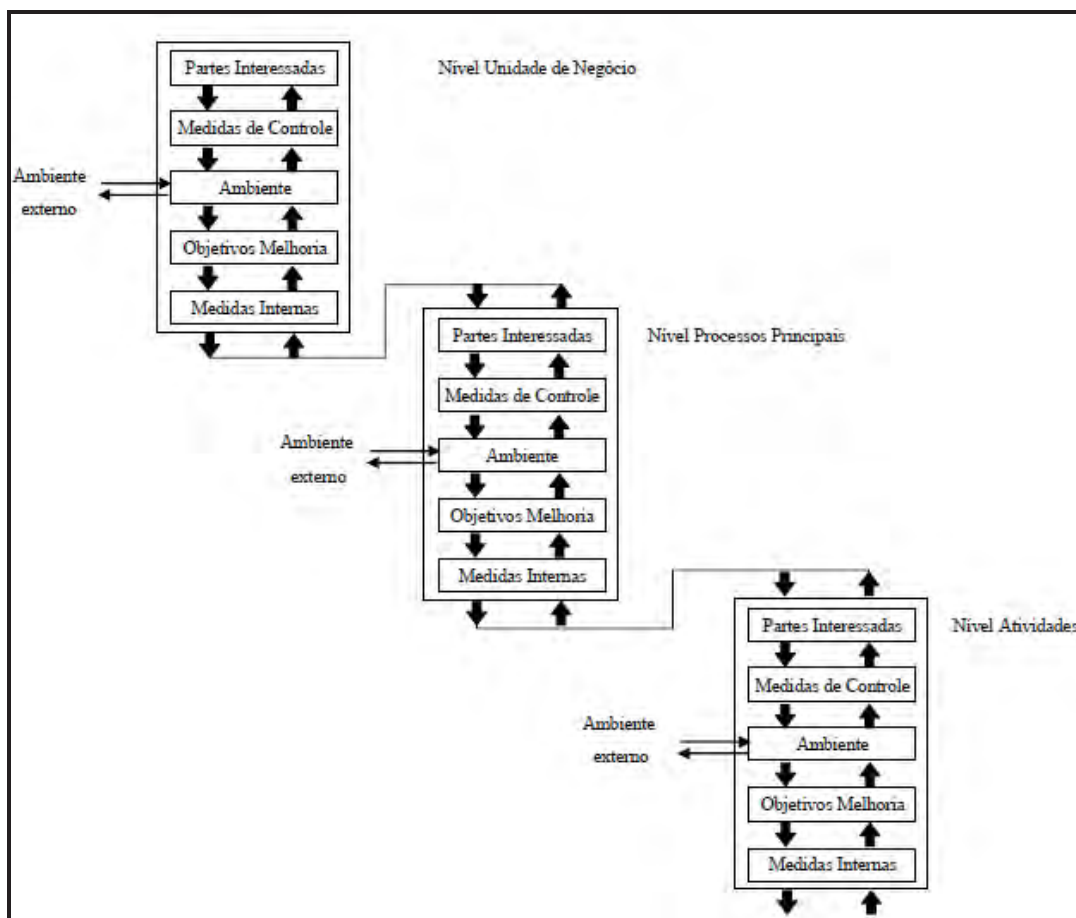 Partes Interessadas
Nível Unidade de Negócio
Medidas de Controle
Ambiente
externo
Ambiente
Objetivos Melhoria
Medidas Internas
Partes Interessadas
Nível Processos Principais
Medidas de Controle
Ambiente
externo
Ambiente
Objetivos Melhoria
Medidas Internas
Partes Interessadas
Nível Atividades
Medidas de Controle
Ambiente
externo
Ambiente
Objetivos Melhoria
Medidas Internas